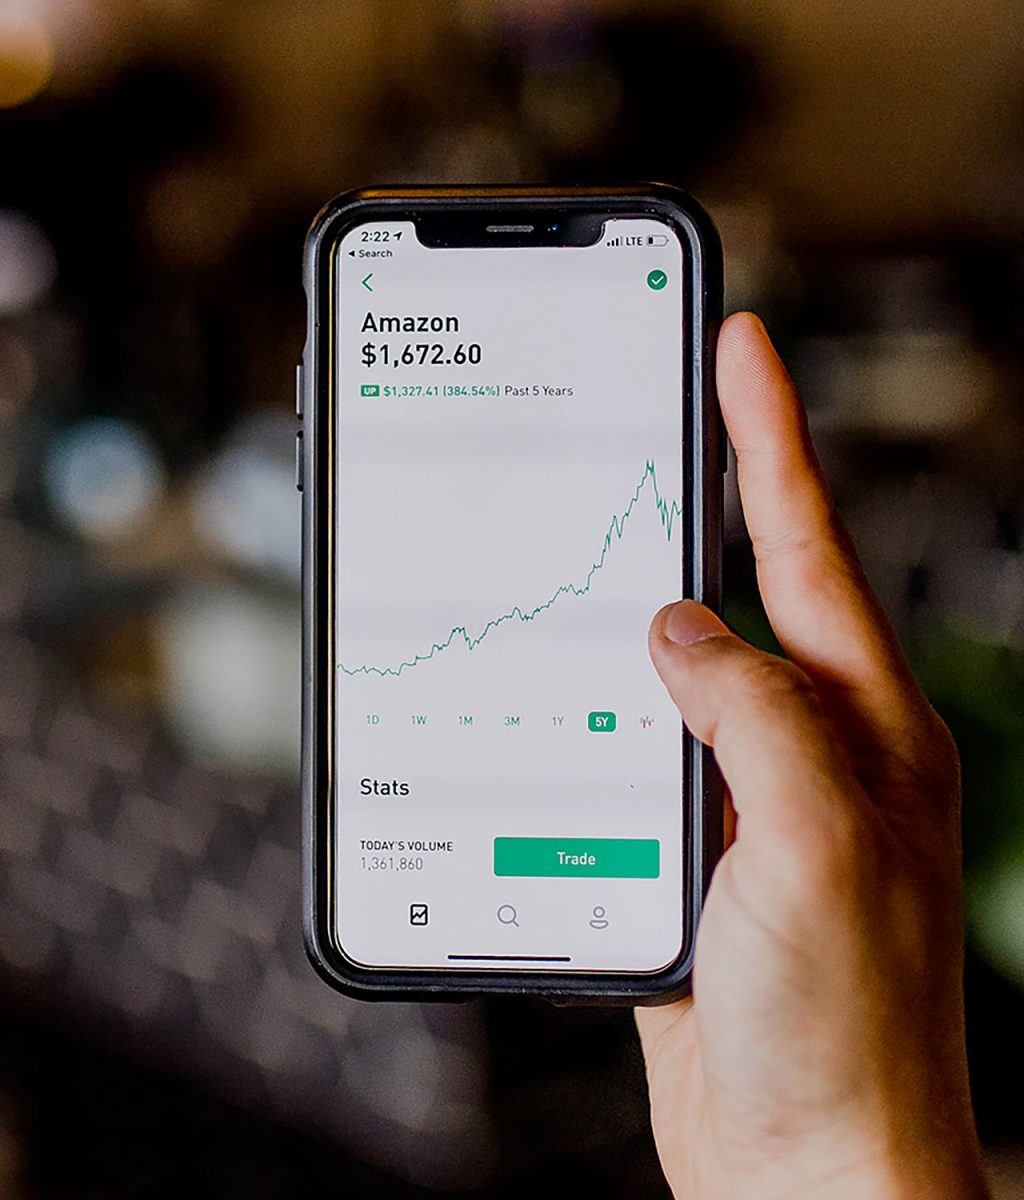 2:22 LTE
Search
Amazon
$1,672.60
UP $1,327.41 (384.54%) Past 5 Years
1D 1W 1M 3M 1Y 5Y
Stats
TODAY'S VOLUME
1,361,860
Trade